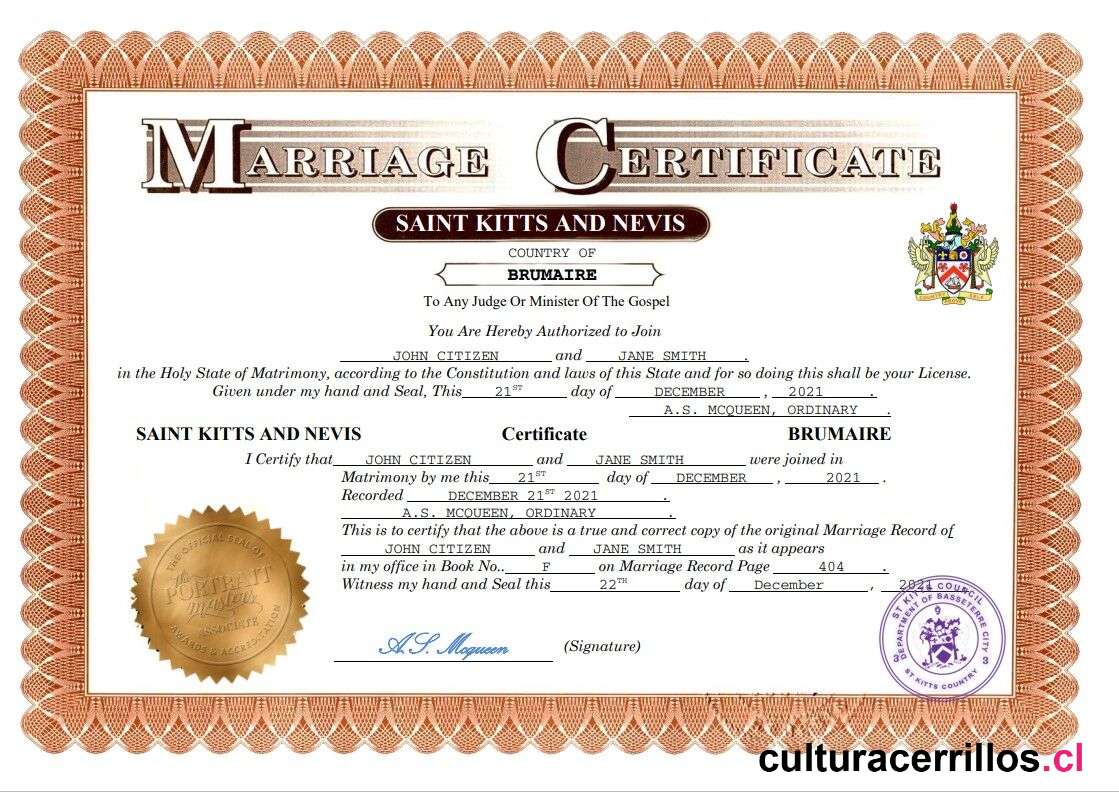 MARRIAGE CERTIFICATE
SAINT KITTS AND NEVIS
COUNTRY OF
BRUMAIRE
To Any Judge Or Minister Of The Gospel
You Are Hereby Authorized to Join
JOHN CITIZEN and JANE SMITH .
in the Holy State of Matrimony, according to the Constitution and laws of this State and for so doing this shall be your License.
Given under my hand and Seal, This 21ST day of DECEMBER , 2021 .
A.S. MCQUEEN, ORDINARY .
SAINT KITTS AND NEVIS Certificate BRUMAIRE
I Certify that JOHN CITIZEN and JANE SMITH were joined in
Matrimony by me this 21ST day of DECEMBER , 2021 .
Recorded DECEMBER 21ST 2021 .
A.S. MCQUEEN, ORDINARY .
This is to certify that the above is a true and correct copy of the original Marriage Record of
JOHN CITIZEN and JANE SMITH as it appears
in my office in Book No.. F on Marriage Record Page 404 .
Witness my hand and Seal this 22TH day of December , 2021
THE OFFICIAL SEAL OF
The
PORTRAIT
masters
ASSOCIATE
AWARDS & ACCREDITATION
A.S. Mcqueen (Signature)
ST KITTS COUNCIL
DEPARTMENT OF BASSETERRE CITY
3 3
ST KITTS COUNTRY
culturacerrillos.cl